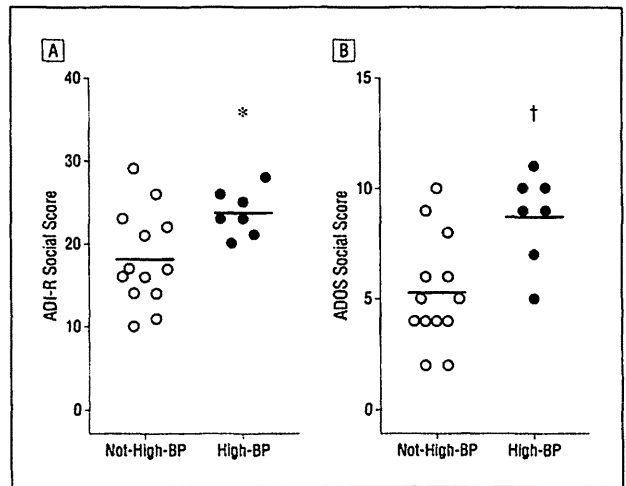 A
ADI-R Social Score
40
30
20
10
0
*
Not-High-BP
High-BP
B
ADOS Social Score
15
10
5
0
†
Not-High-BP
High-BP